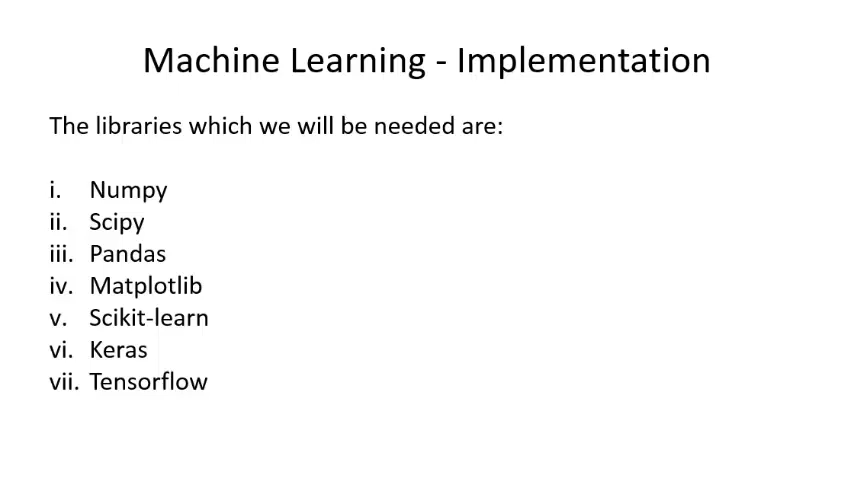 Machine Learning - Implementation
The libraries which we will be needed are:
i. Numpy
ii. Scipy
iii. Pandas
iv. Matplotlib
v. Scikit-learn
vi. Keras
vii. Tensorflow